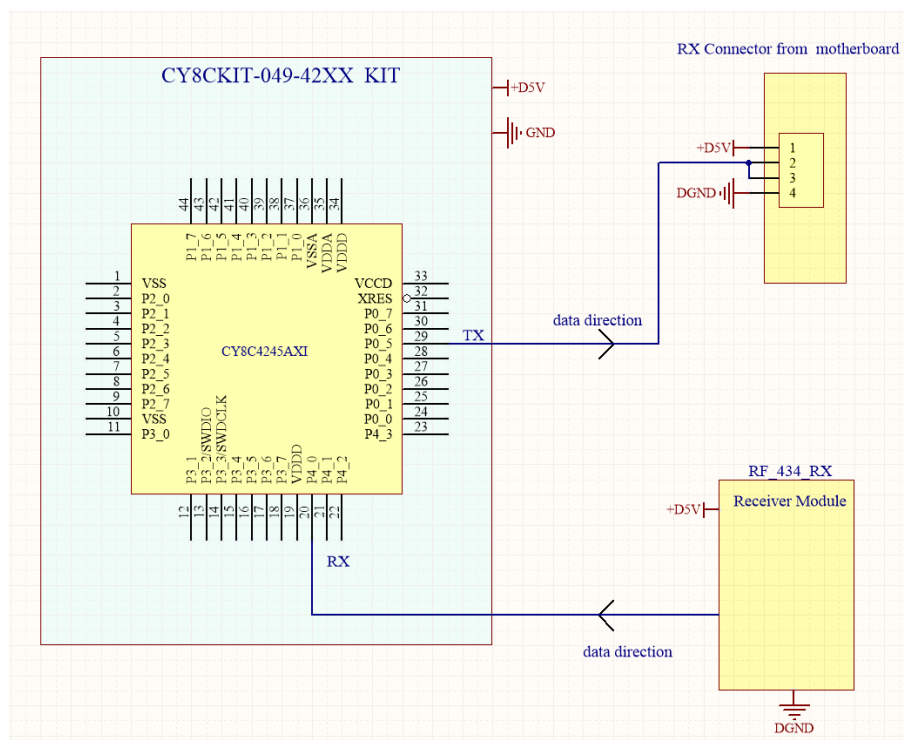 RX Connector from motherboard
CY8CKIT-049-42XX KIT
+D5V
GND
+D5V
1
2
3
DGND
4
44
43
42
41
40
39
38
37
36
35
34
P1_7
P1_6
P1_5
P1_4
P1_3
P1_2
P1_1
P1_0
VSSA
VDDA
VDDD
1
VSS
2
P2_0
3
P2_1
4
P2_2
5
P2_3
6
P2_4
7
P2_5
8
P2_6
9
P2_7
10
VSS
11
P3_0
VCCD
33
XRES
32
P0_7
31
P0_6
30
P0_5
29
P0_4
28
P0_3
27
P0_2
26
P0_1
25
P0_0
24
P4_3
23
CY8C4245AXI
TX
data direction
P3_1
P3_2/SWDIO
P3_3/SWDCLK
P3_4
P3_5
P3_6
P3_7
VDDD
P4_0
P4_1
P4_2
12
13
14
15
16
17
18
19
20
21
22
RX
data direction
RF_434_RX
Receiver Module
+D5V
DGND